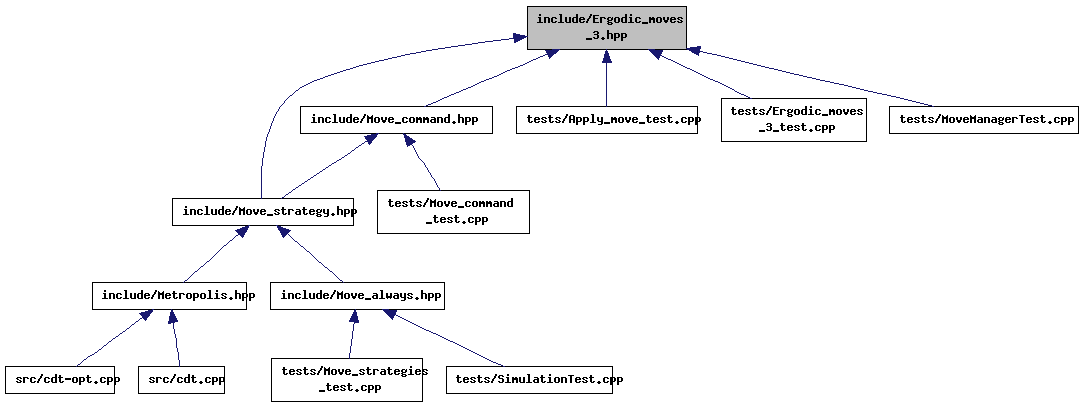 include/Ergodic_moves
_3.hpp
include/Move_command.hpp
tests/Apply_move_test.cpp
tests/Ergodic_moves
_3_test.cpp
tests/MoveManagerTest.cpp
include/Move_strategy.hpp
tests/Move_command
_test.cpp
include/Metropolis.hpp
include/Move_always.hpp
src/cdt-opt.cpp
src/cdt.cpp
tests/Move_strategies
_test.cpp
tests/SimulationTest.cpp